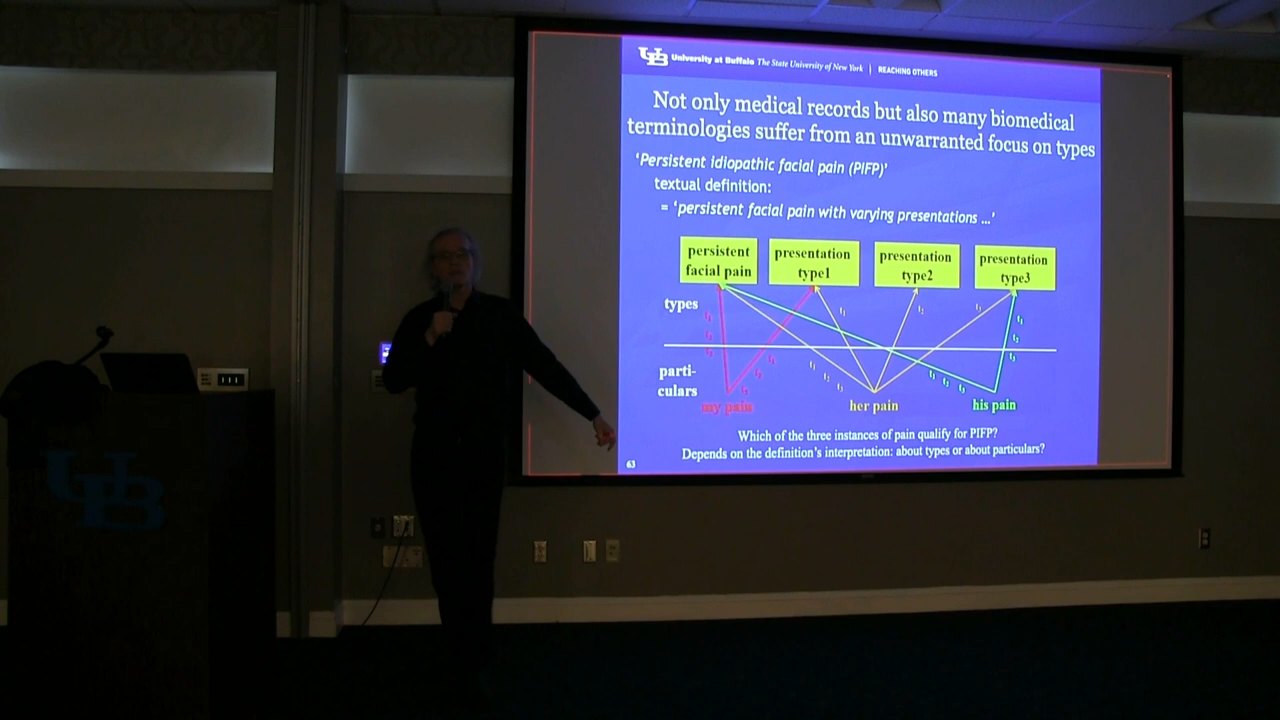 UB University at Buffalo The State University of New York | REACHING OTHERS
Not only medical records but also many biomedical
terminologies suffer from an unwarranted focus on types
'Persistent idiopathic facial pain (PIFP)'
textual definition:
= 'persistent facial pain with varying presentations …'
persistent
facial pain
presentation
type1
presentation
type2
presentation
type3
types
parti-
culars
my pain
her pain
his pain
Which of the three instances of pain qualify for PIFP?
Depends on the definition's interpretation: about types or about particulars?
63
UB